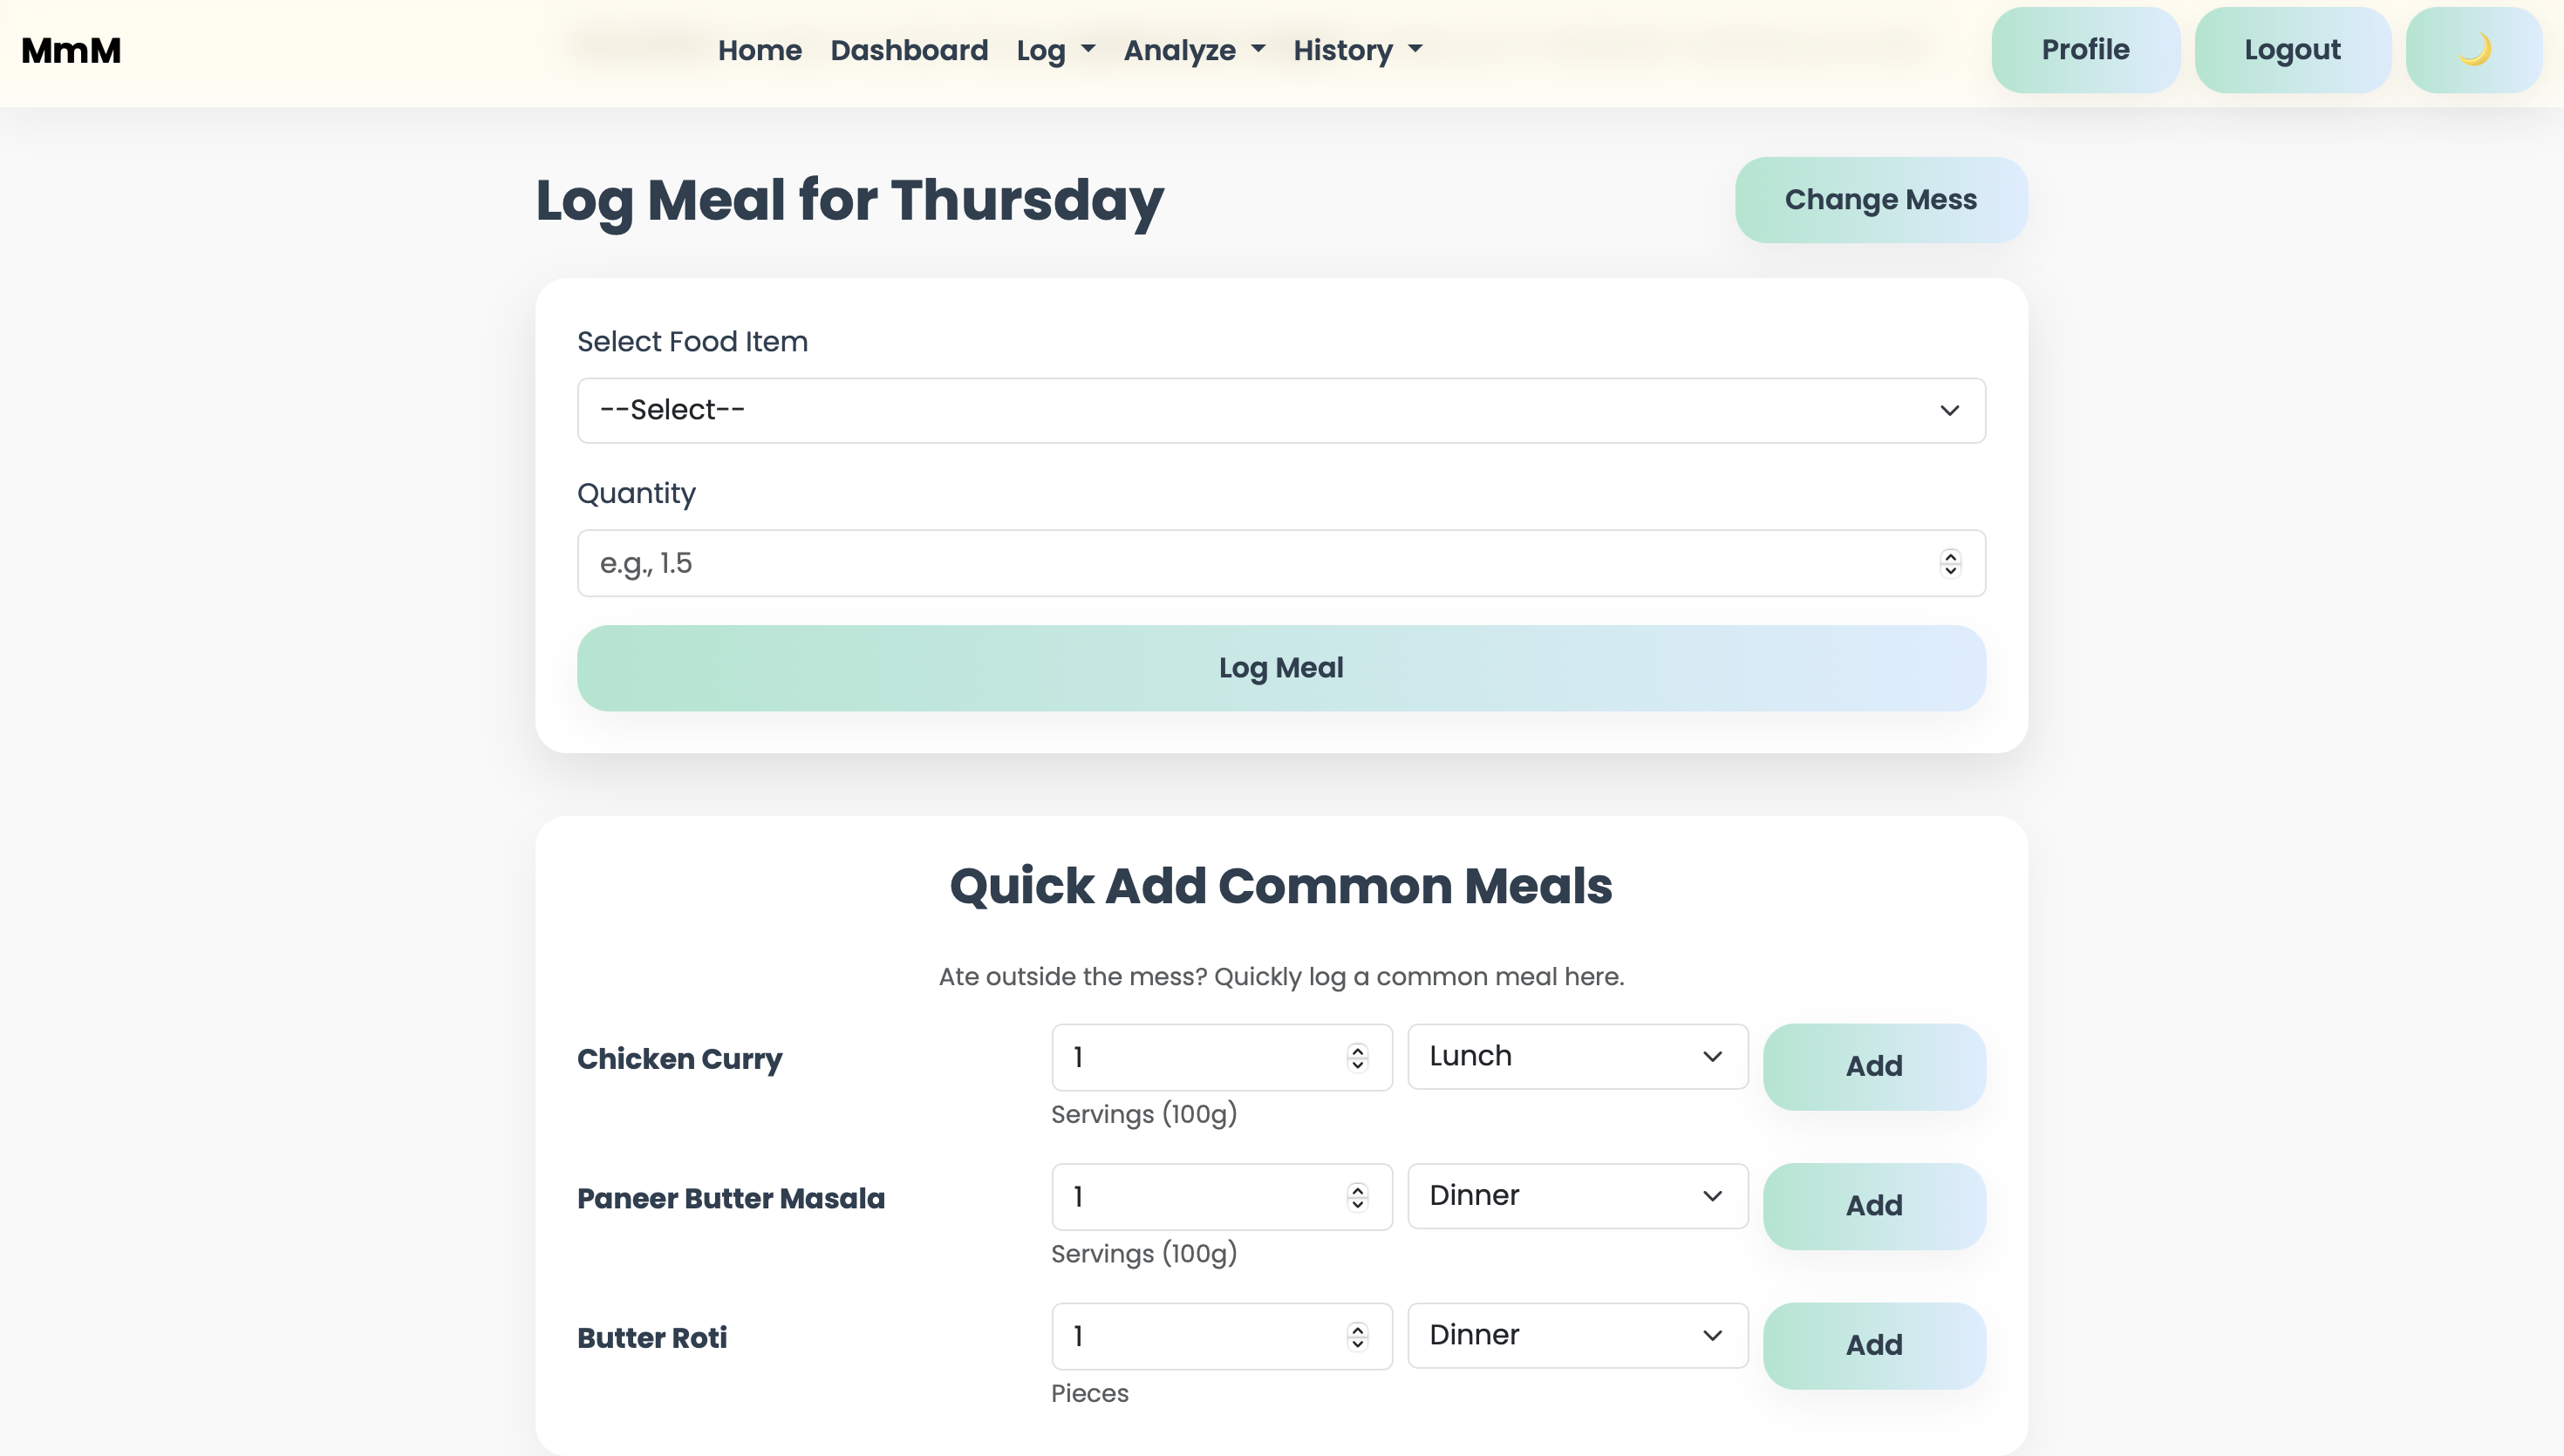 MmM
Home Dashboard Log Analyze History
Profile Logout
Log Meal for Thursday
Change Mess
Select Food Item
--Select--
Quantity
e.g., 1.5
Log Meal
Quick Add Common Meals
Ate outside the mess? Quickly log a common meal here.
Chicken Curry 1 Lunch Add
Servings (100g)
Paneer Butter Masala 1 Dinner Add
Servings (100g)
Butter Roti 1 Dinner Add
Pieces